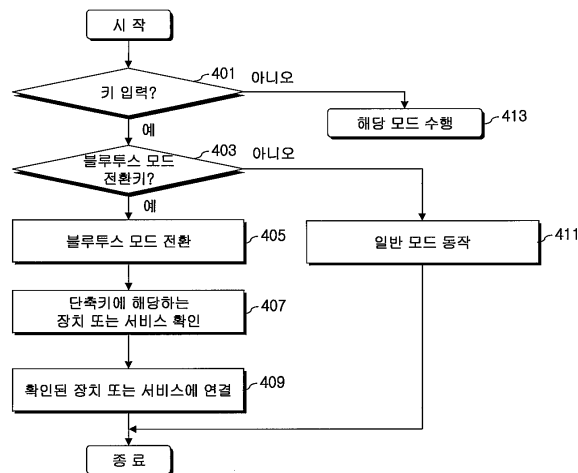 시 작
401
키 입력?
아니오
해당 모드 수행
413
예
403
블루투스 모드
전환키?
아니오
예
블루투스 모드 전환
405
일반 모드 동작
411
단축키에 해당하는
장치 또는 서비스 확인
407
확인된 장치 또는 서비스에 연결
409
종 료